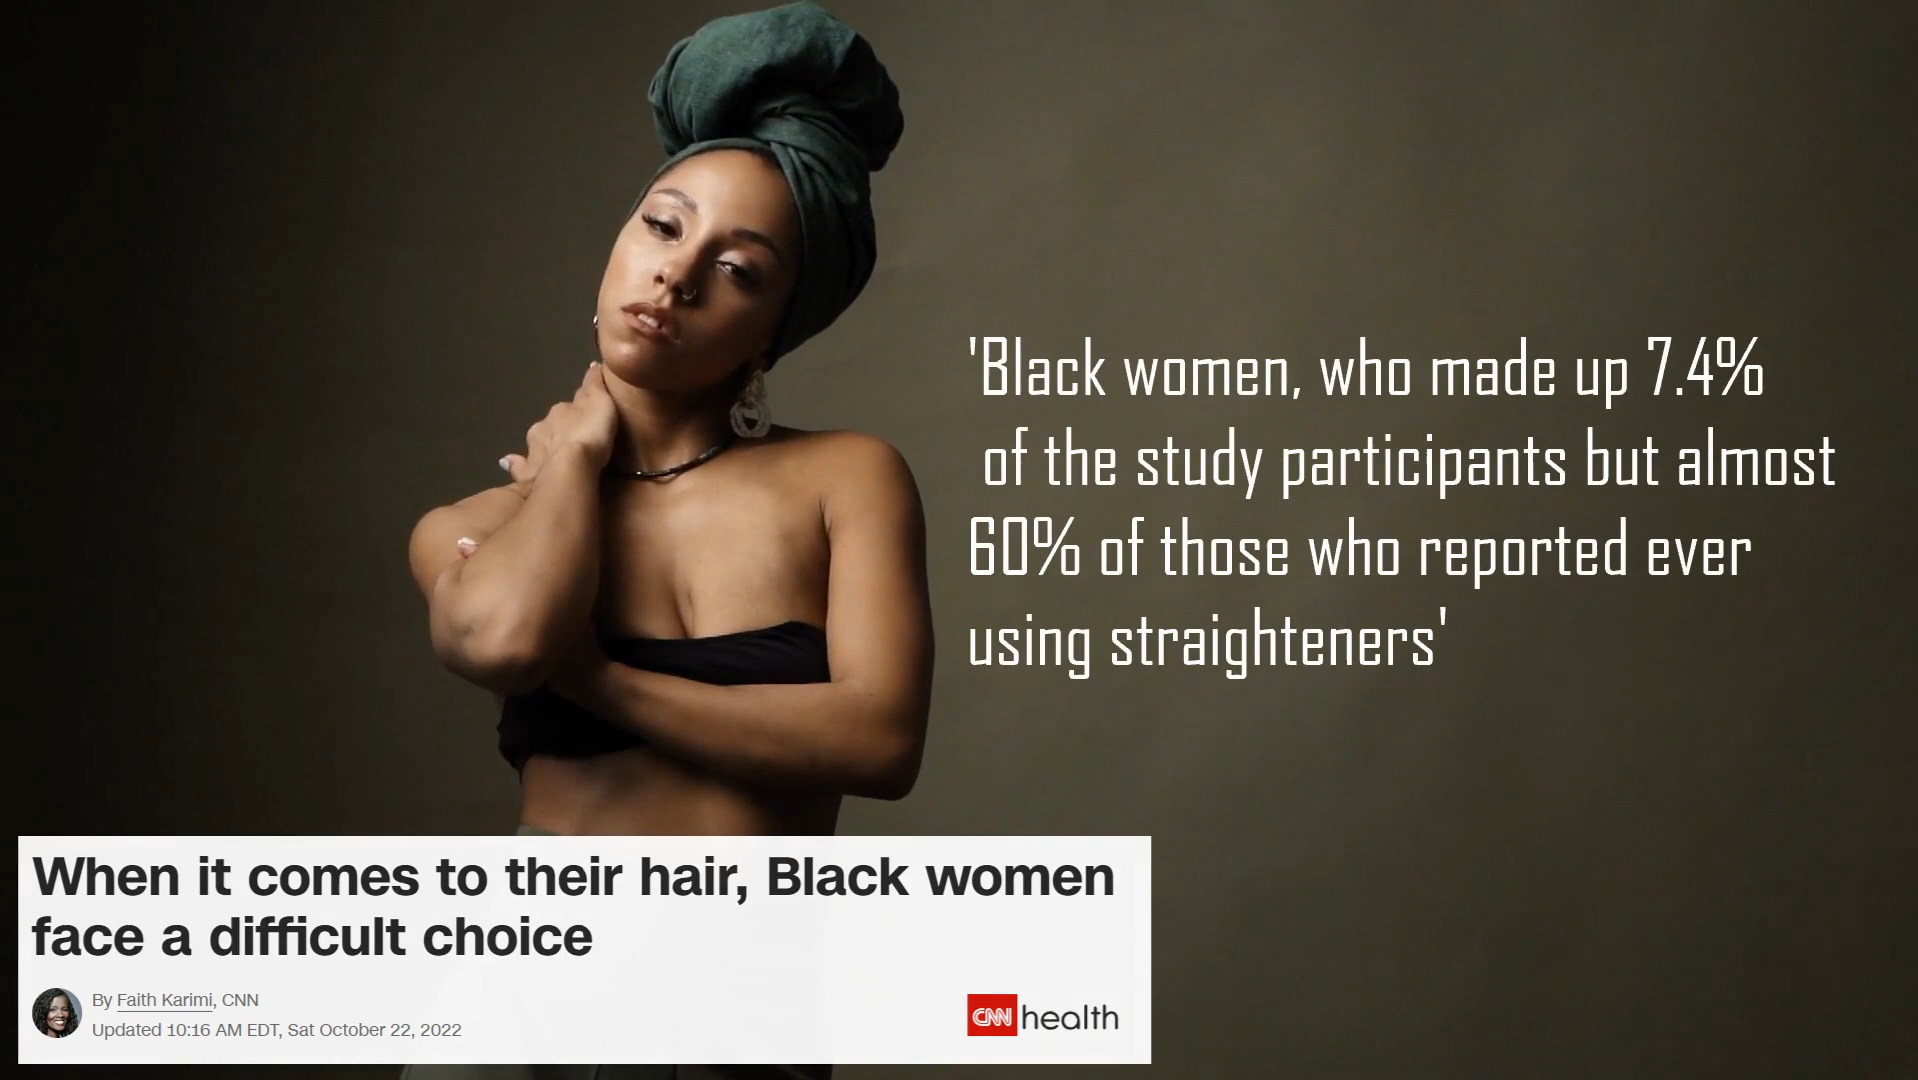 'Black women, who made up 7.4%
of the study participants but almost
60% of those who reported ever
using straighteners'
When it comes to their hair, Black women
face a difficult choice
By Faith Karimi, CNN
Updated 10:16 AM EDT, Sat October 22, 2022
CNN health